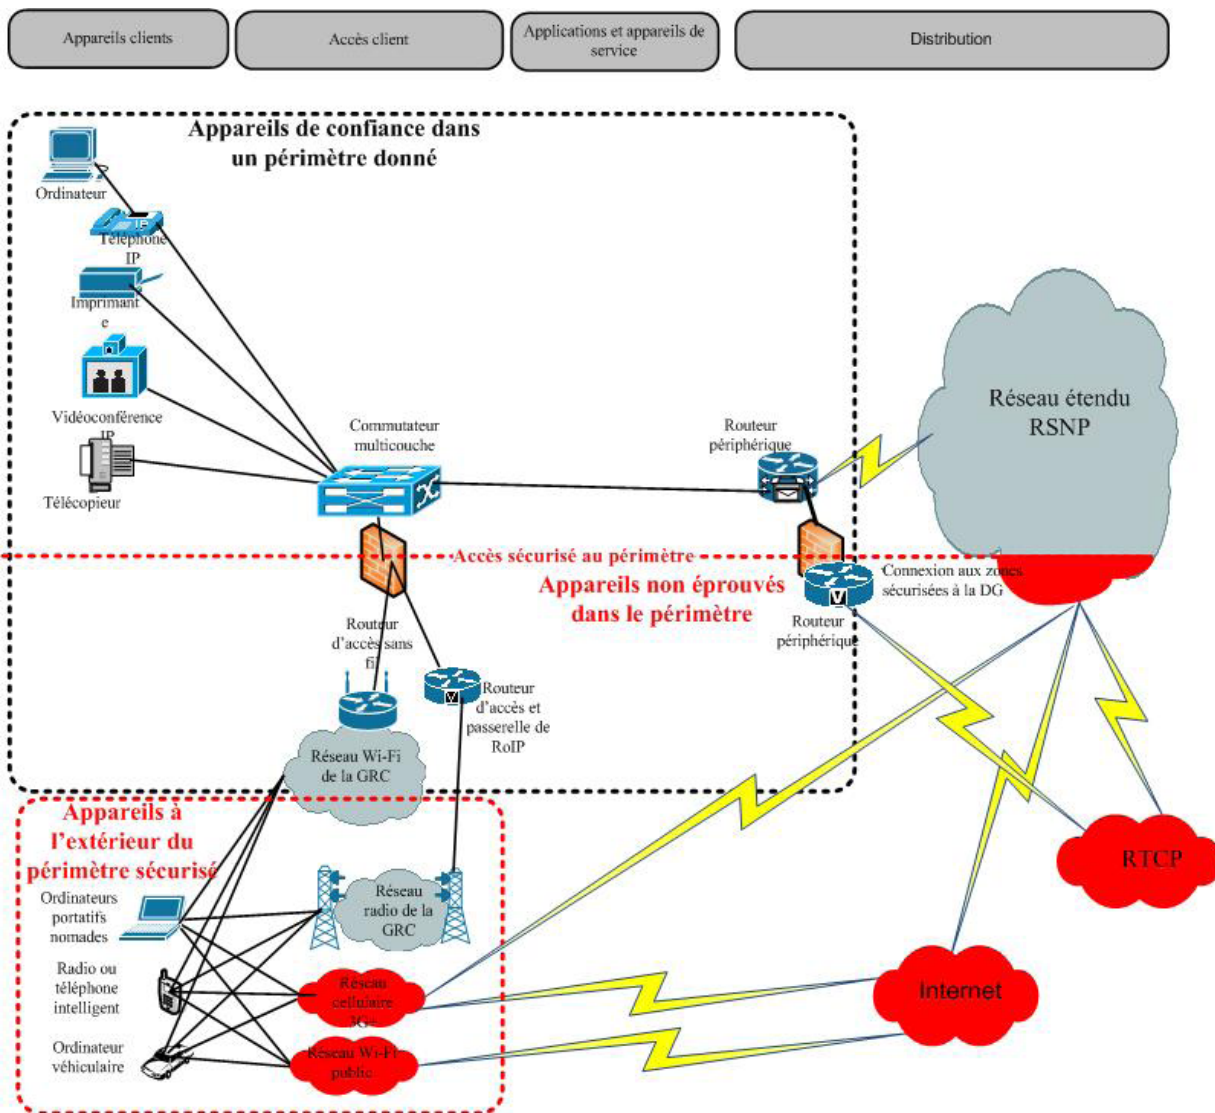 Appareils clients
Accès client
Applications et appareils de
service
Distribution
Appareils de confiance dans
un périmètre donné
Ordinateur
IP
Téléphone
IP
Imprimant
e
Vidéoconférence
IP
Télécopieur
Commutateur
multicouche
Routeur
périphérique
Réseau étendu
RSNP
Accès sécurisé au périmètre
Appareils non éprouvés
dans le périmètre
Connexion aux zones
sécurisées à la DG
V
Routeur
périphérique
Routeur
d'accès sans
fil
V
Routeur
d'accès et
passerelle de
RoIP
Réseau Wi-Fi
de la GRC
Appareils à
l'extérieur du
périmètre sécurisé
Ordinateurs
portatifs
nomades
Réseau
radio de la
GRC
RTCP
Radio ou
téléphone
intelligent
Réseau
cellulaire
3G+
Internet
Ordinateur
véhiculaire
Réseau Wi-Fi
public